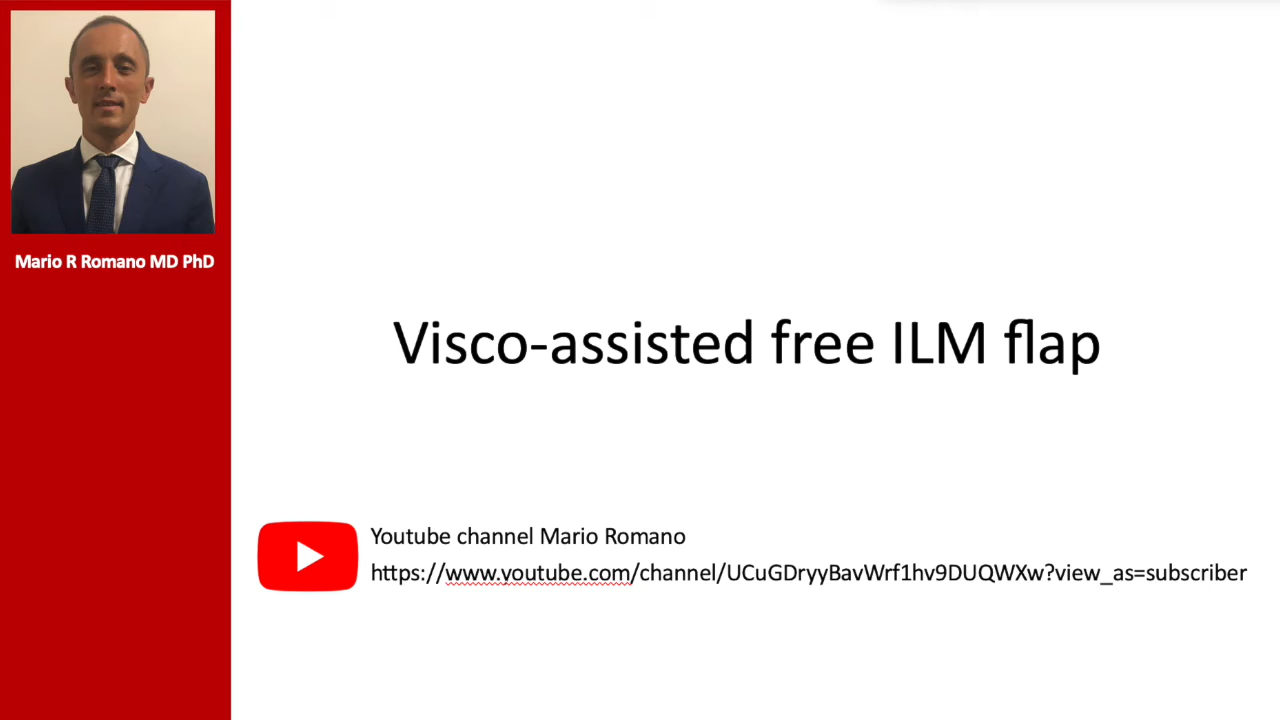 Mario R Romano MD PhD
Visco-assisted free ILM flap
Youtube channel Mario Romano
https://www.youtube.com/channel/UCuGDryyBavWrf1hv9DUQWXw?view_as=subscriber